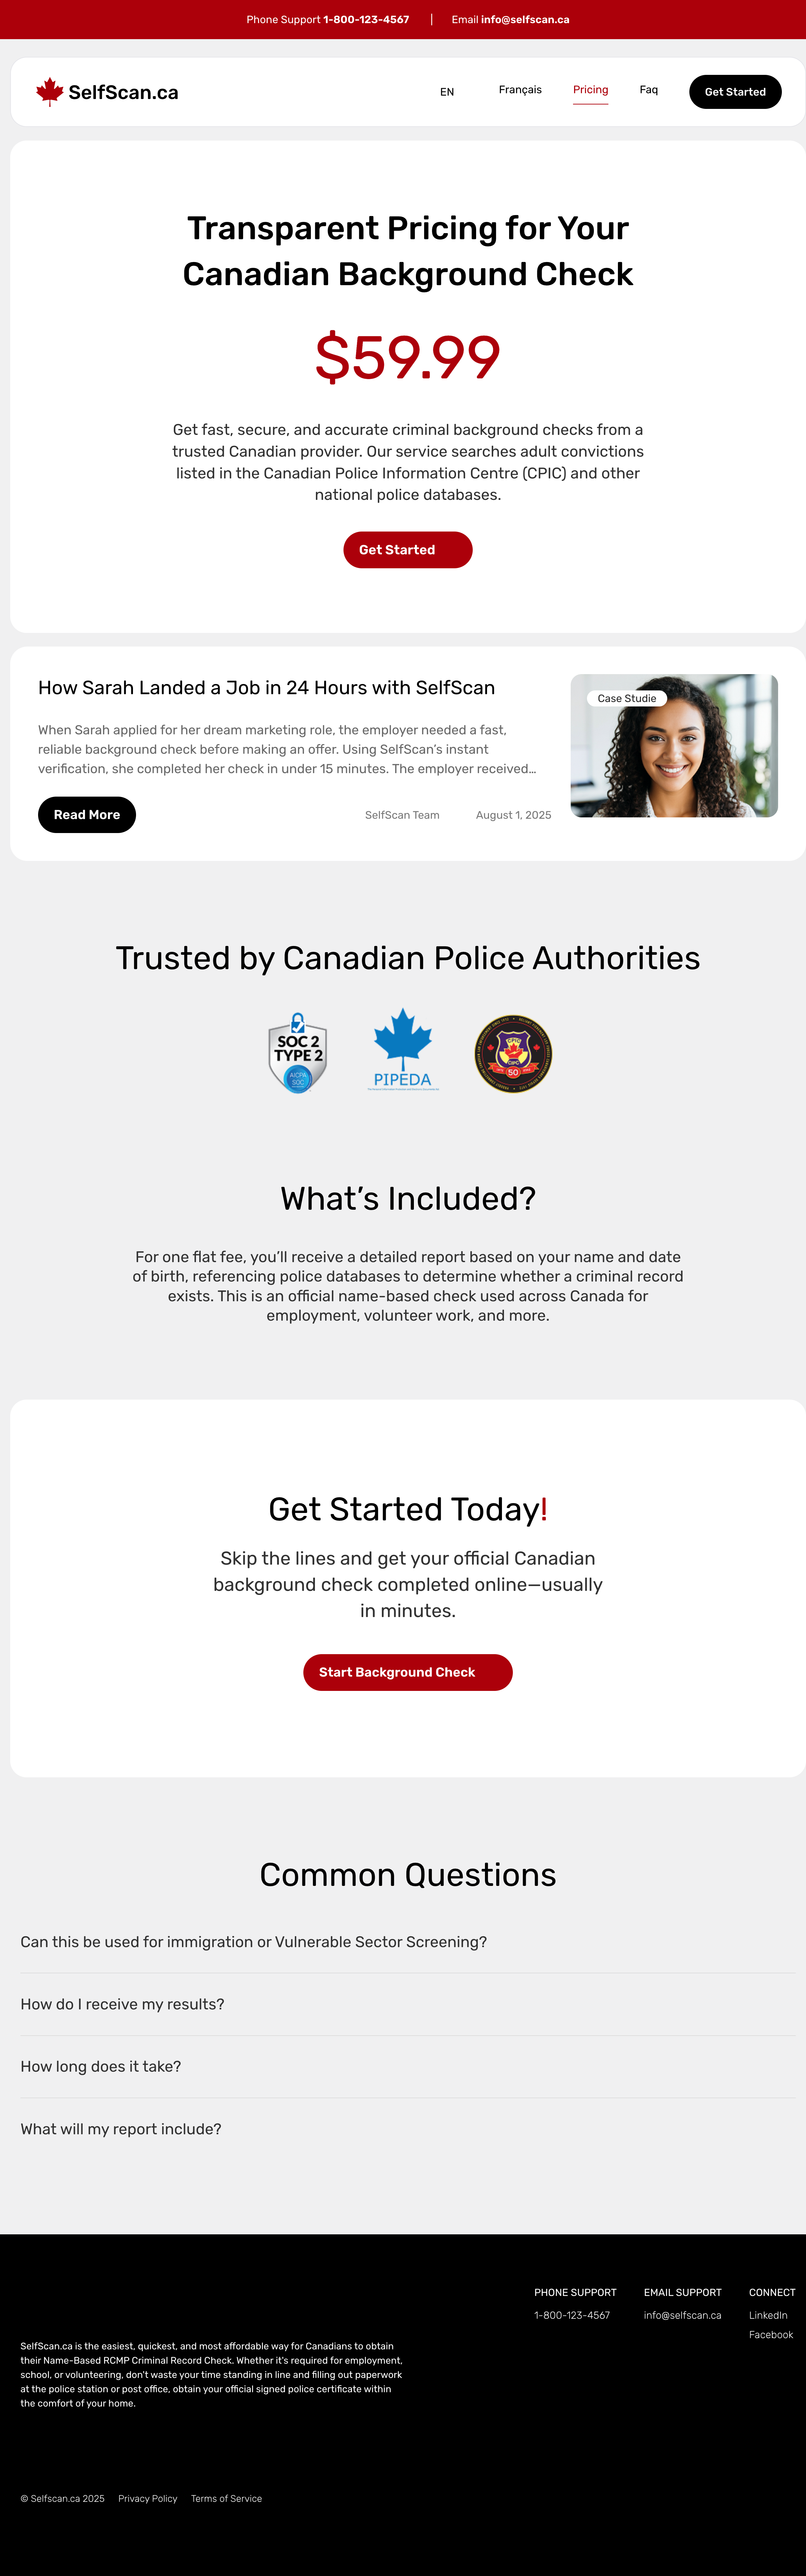 Phone Support 1-800-123-4567 | Email info@selfscan.ca
SelfScan.ca
EN Français Pricing Faq Get Started
Transparent Pricing for Your
Canadian Background Check
$59.99
Get fast, secure, and accurate criminal background checks from a
trusted Canadian provider. Our service searches adult convictions
listed in the Canadian Police Information Centre (CPIC) and other
national police databases.
Get Started
How Sarah Landed a Job in 24 Hours with SelfScan
When Sarah applied for her dream marketing role, the employer needed a fast,
reliable background check before making an offer. Using SelfScan’s instant
verification, she completed her check in under 15 minutes. The employer received…
Read More
SelfScan Team August 1, 2025
Case Studie
Trusted by Canadian Police Authorities
SOC 2
TYPE 2
AICPA
SOC
PIPEDA
CIPC
50
What’s Included?
For one flat fee, you’ll receive a detailed report based on your name and date
of birth, referencing police databases to determine whether a criminal record
exists. This is an official name-based check used across Canada for
employment, volunteer work, and more.
Get Started Today!
Skip the lines and get your official Canadian
background check completed online—usually
in minutes.
Start Background Check
Common Questions
Can this be used for immigration or Vulnerable Sector Screening?
How do I receive my results?
How long does it take?
What will my report include?
SelfScan.ca is the easiest, quickest, and most affordable way for Canadians to obtain
their Name-Based RCMP Criminal Record Check. Whether it's required for employment,
school, or volunteering, don't waste your time standing in line and filling out paperwork
at the police station or post office, obtain your official signed police certificate within
the comfort of your home.
PHONE SUPPORT
1-800-123-4567
EMAIL SUPPORT
info@selfscan.ca
CONNECT
LinkedIn
Facebook
© Selfscan.ca 2025 Privacy Policy Terms of Service